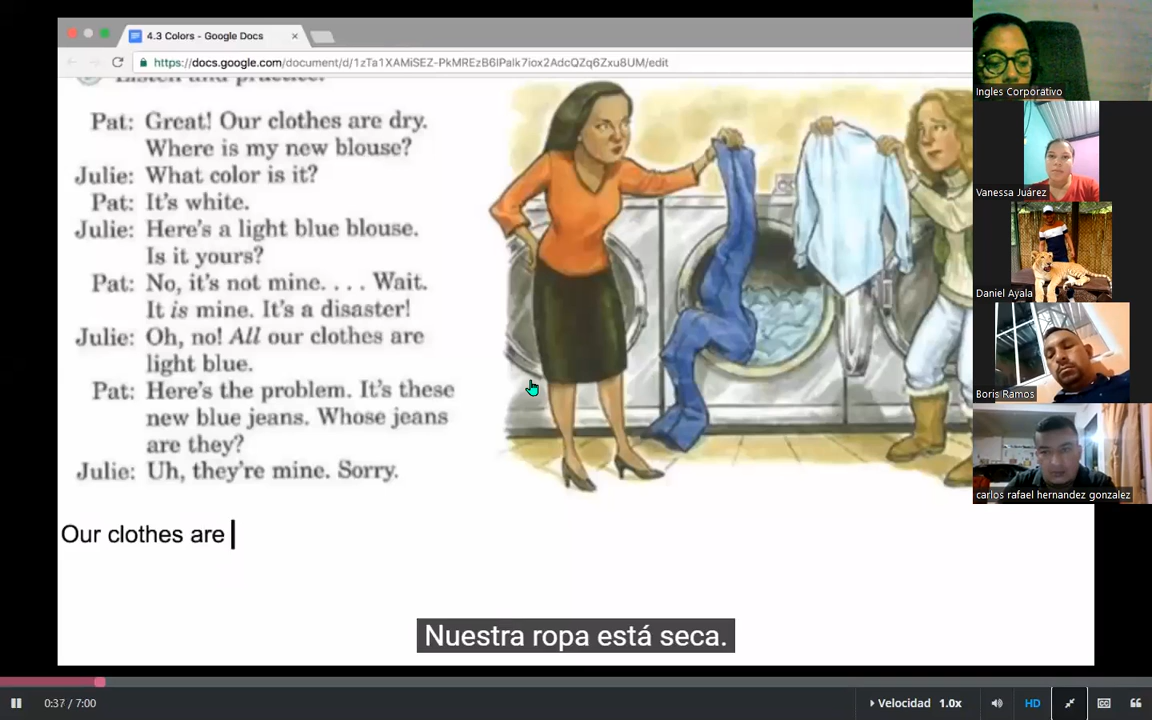 4.3 Colors - Google Docs
https://docs.google.com/document/d/1zTa1XAMiSEZ-PkMREzB6lPalk7iox2AdcQZq6Zxu8UM/edit
Listen and practice.
Pat: Great! Our clothes are dry.
Where is my new blouse?
Julie: What color is it?
Pat: It's white.
Julie: Here's a light blue blouse.
Is it yours?
Pat: No, it's not mine. . . . Wait.
It is mine. It's a disaster!
Julie: Oh, no! All our clothes are
light blue.
Pat: Here's the problem. It's these
new blue jeans. Whose jeans
are they?
Julie: Uh, they're mine. Sorry.
Our clothes are
Nuestra ropa está seca.
0:37 / 7:00
Velocidad 1.0x
HD
Ingles Corporativo
Vanessa Juárez
Daniel Ayala
Boris Ramos
carlos rafael hernandez gonzalez